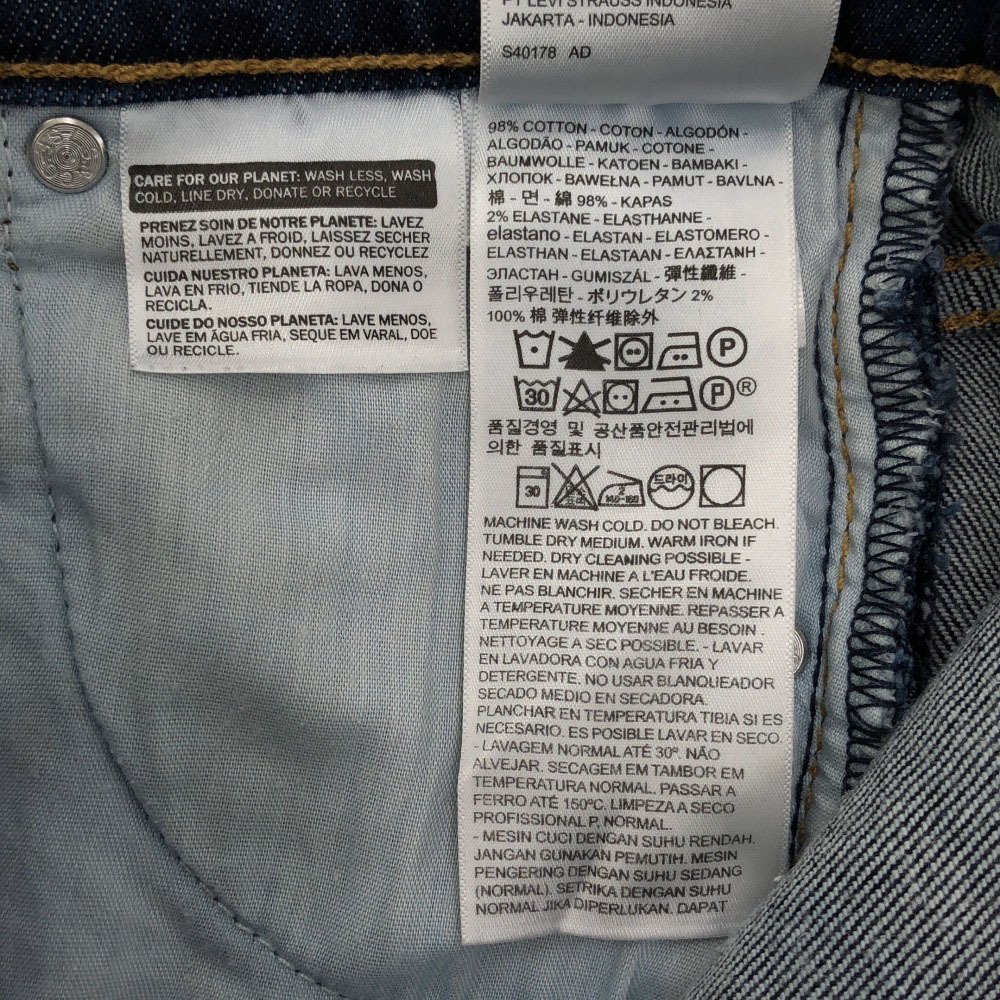 PT LEVI STRAUSS INDONESIA
JAKARTA - INDONESIA
S40178 AD
CARE FOR OUR PLANET: WASH LESS, WASH
COLD, LINE DRY, DONATE OR RECYCLE
PRENEZ SOIN DE NOTRE PLANETE: LAVEZ
MOINS, LAVEZ A FROID, LAISSEZ SECHER
NATURELLEMENT, DONNEZ OU RECYCLEZ
CUIDA NUESTRO PLANETA: LAVA MENOS,
LAVA EN FRIO, TIENDE LA ROPA, DONA O
RECICLA.
CUIDE DO NOSSO PLANETA: LAVE MENOS,
LAVE EM ÁGUA FRIA, SEQUE EM VARAL, DOE
OU RECICLE.
98% COTTON - COTON - ALGODÓN -
ALGODÃO - PAMUK - COTONE -
BAUMWOLLE - KATOEN - BAMBAKI -
ХЛОПОК - BAWEŁNA - PAMUT - BAVLNA -
棉 - 면 - 綿 98% - KAPAS
2% ELASTANE - ELASTHANNE -
elastano - ELASTAN - ELASTOMERO -
ELASTHAN - ELASTAAN - ΕΛΑΣΤΑΝΗ -
ЭЛАСТАН - GUMISZÁL - 彈性纖維 -
폴리우레탄 - ポリウレタン 2%
100% 棉 弹性纤维除外
P
30 P ®
품질경영 및 공산품안전관리법에
의한 품질표시
30 2 140-160 드라이
MACHINE WASH COLD. DO NOT BLEACH.
TUMBLE DRY MEDIUM. WARM IRON IF
NEEDED. DRY CLEANING POSSIBLE -
LAVER EN MACHINE A L'EAU FROIDE.
NE PAS BLANCHIR. SECHER EN MACHINE
A TEMPERATURE MOYENNE. REPASSER A
TEMPERATURE MOYENNE AU BESOIN .
NETTOYAGE A SEC POSSIBLE. - LAVAR
EN LAVADORA CON AGUA FRIA Y
DETERGENTE. NO USAR BLANQUEADOR
SECADO MEDIO EN SECADORA.
PLANCHAR EN TEMPERATURA TIBIA SI ES
NECESARIO. ES POSIBLE LAVAR EN SECO.
- LAVAGEM NORMAL ATÉ 30º. NÃO
ALVEJAR. SECAGEM EM TAMBOR EM
TEMPERATURA NORMAL. PASSAR A
FERRO ATÉ 150ºC. LIMPEZA A SECO
PROFISSIONAL P, NORMAL.
- MESIN CUCI DENGAN SUHU RENDAH.
JANGAN GUNAKAN PEMUTIH. MESIN
PENGERING DENGAN SUHU SEDANG
(NORMAL). SETRIKA DENGAN SUHU
NORMAL JIKA DIPERLUKAN. DAPAT